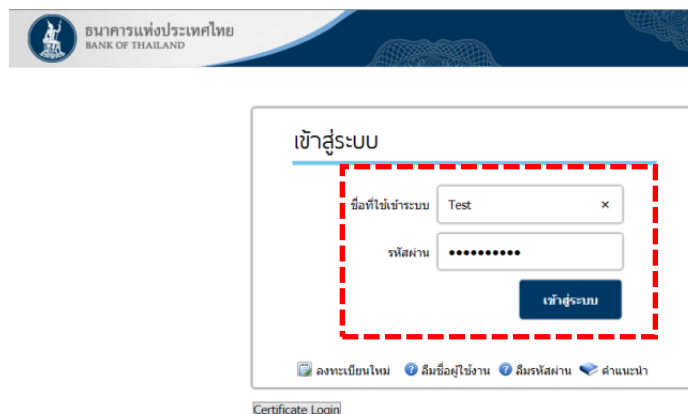 ธนาคารแห่งประเทศไทย
BANK OF THAILAND
เข้าสู่ระบบ
ชื่อที่ใช้เข้าระบบ Test ×
รหัสผ่าน ••••••••••
เข้าสู่ระบบ
ลงทะเบียนใหม่ ลืมชื่อผู้ใช้งาน ลืมรหัสผ่าน คำแนะนำ
Certificate Login